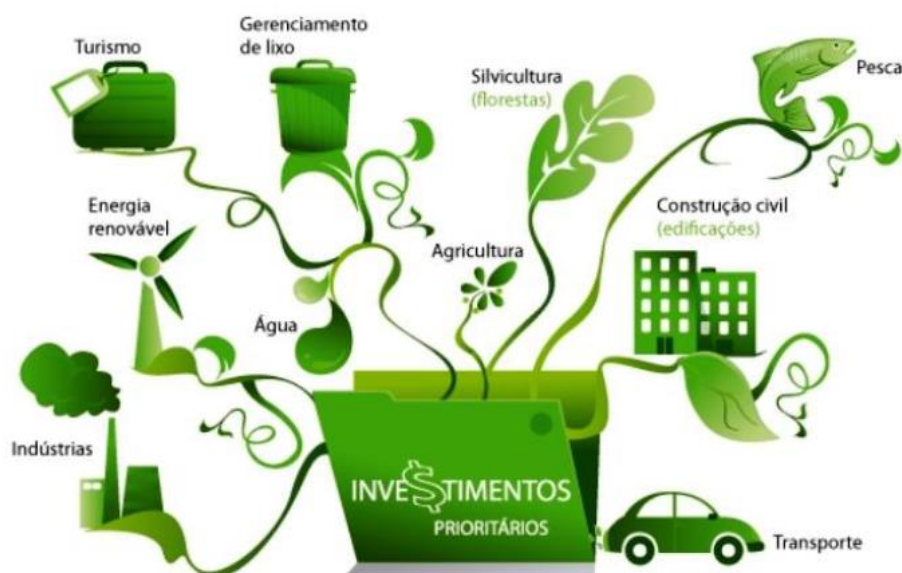 Turismo
Gerenciamento
de lixo
Silvicultura
(florestas)
Pesca
Energia
renovável
Agricultura
Construção civil
(edificações)
Água
Indústrias
INVE$TIMENTOS
PRIORITÁRIOS
Transporte